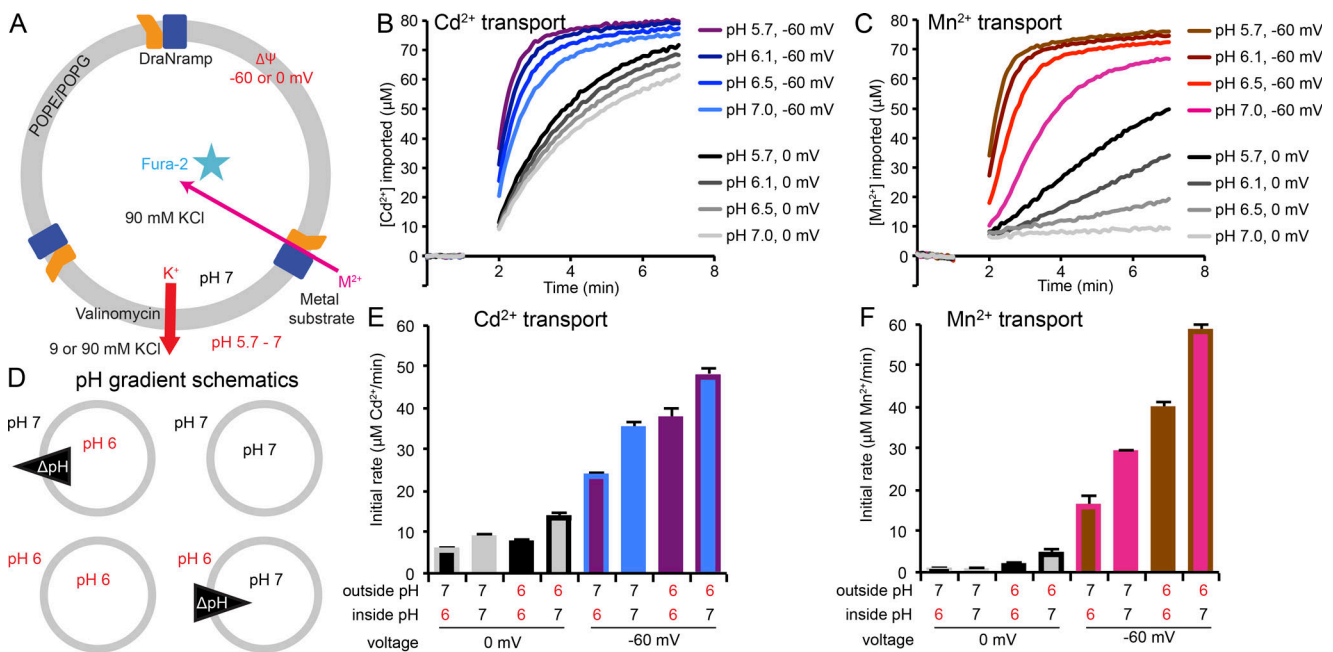 A
DraNramp
POPE/POPG
ΔΨ
-60 or 0 mV
Fura-2
90 mM KCl
K⁺
pH 7
M²⁺
Valinomycin
Metal
substrate
9 or 90 mM KCl
pH 5.7 - 7
B
Cd²⁺ transport
[Cd²⁺] imported (µM)
80
70
60
50
40
30
20
10
0
2
4
6
8
Time (min)
pH 5.7, -60 mV
pH 6.1, -60 mV
pH 6.5, -60 mV
pH 7.0, -60 mV
pH 5.7, 0 mV
pH 6.1, 0 mV
pH 6.5, 0 mV
pH 7.0, 0 mV
C
Mn²⁺ transport
[Mn²⁺] imported (µM)
80
70
60
50
40
30
20
10
0
2
4
6
8
Time (min)
pH 5.7, -60 mV
pH 6.1, -60 mV
pH 6.5, -60 mV
pH 7.0, -60 mV
pH 5.7, 0 mV
pH 6.1, 0 mV
pH 6.5, 0 mV
pH 7.0, 0 mV
D
pH gradient schematics
pH 7
pH 6
ΔpH
pH 7
pH 7
pH 6
pH 6
pH 6
pH 7
ΔpH
E
Cd²⁺ transport
Initial rate (µM Cd²⁺/min)
60
50
40
30
20
10
0
outside pH 7 7 6 6 7 7 6 6
inside pH 6 7 6 7 6 7 6 7
voltage 0 mV -60 mV
F
Mn²⁺ transport
Initial rate (µM Mn²⁺/min)
60
50
40
30
20
10
0
outside pH 7 7 6 6 7 7 6 6
inside pH 6 7 6 7 6 7 6 7
voltage 0 mV -60 mV